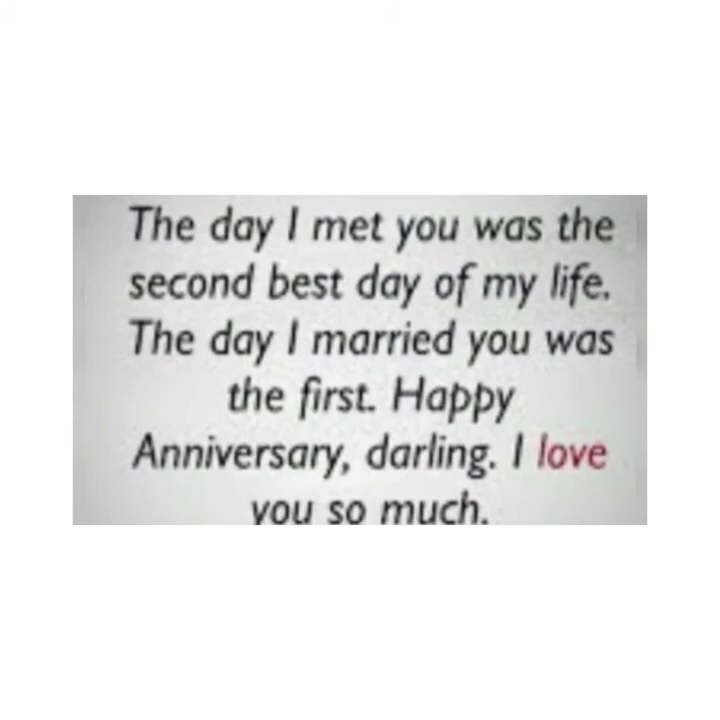 The day I met you was the
second best day of my life.
The day I married you was
the first. Happy
Anniversary, darling. I love
you so much.